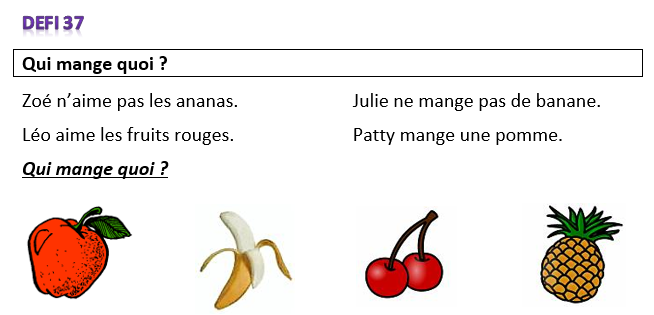 DEFI 37
Qui mange quoi ?
Zoé n’aime pas les ananas.
Julie ne mange pas de banane.
Léo aime les fruits rouges.
Patty mange une pomme.
Qui mange quoi ?